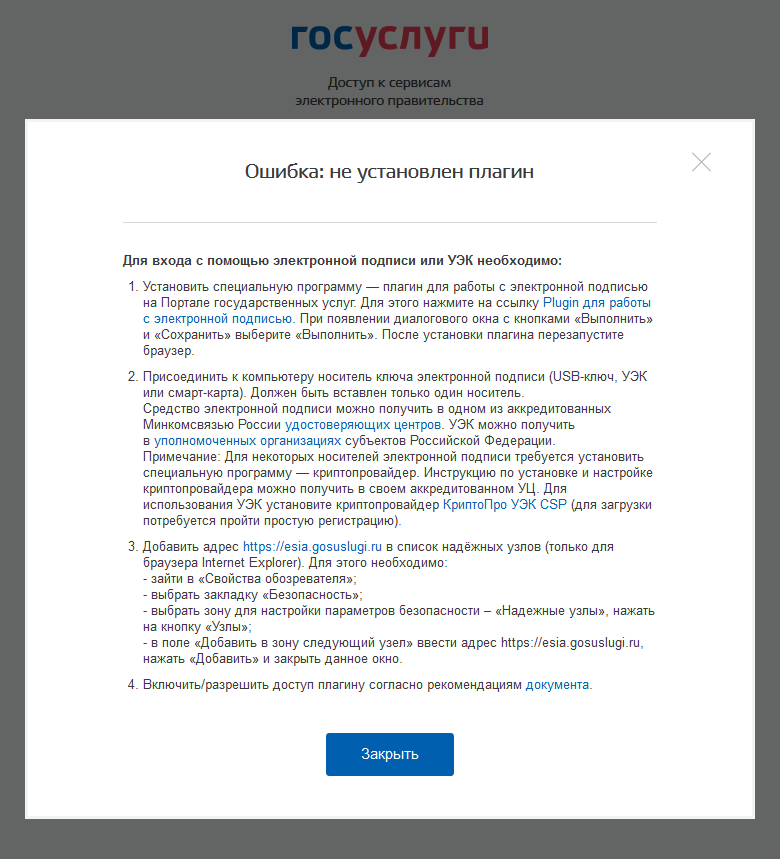 госуслуги
Доступ к сервисам
электронного правительства
Ошибка: не установлен плагин
Для входа с помощью электронной подписи или УЭК необходимо:
1. Установить специальную программу — плагин для работы с электронной подписью
на Портале государственных услуг. Для этого нажмите на ссылку Plugin для работы
с электронной подписью. При появлении диалогового окна с кнопками «Выполнить»
и «Сохранить» выберите «Выполнить». После установки плагина перезапустите
браузер.
2. Присоединить к компьютеру носитель ключа электронной подписи (USB-ключ, УЭК
или смарт-карта). Должен быть вставлен только один носитель.
Средство электронной подписи можно получить в одном из аккредитованных
Минкомсвязью России удостоверяющих центров. УЭК можно получить
в уполномоченных организациях субъектов Российской Федерации.
Примечание: Для некоторых носителей электронной подписи требуется установить
специальную программу — криптопровайдер. Инструкцию по установке и настройке
криптопровайдера можно получить в своем аккредитованном УЦ. Для
использования УЭК установите криптопровайдер КриптоПро УЭК CSP (для загрузки
потребуется пройти простую регистрацию).
3. Добавить адрес https://esia.gosuslugi.ru в список надёжных узлов (только для
браузера Internet Explorer). Для этого необходимо:
- зайти в «Свойства обозревателя»;
- выбрать закладку «Безопасность»;
- выбрать зону для настройки параметров безопасности – «Надежные узлы», нажать
на кнопку «Узлы»;
- в поле «Добавить в зону следующий узел» ввести адрес https://esia.gosuslugi.ru,
нажать «Добавить» и закрыть данное окно.
4. Включить/разрешить доступ плагину согласно рекомендациям документа.
Закрыть